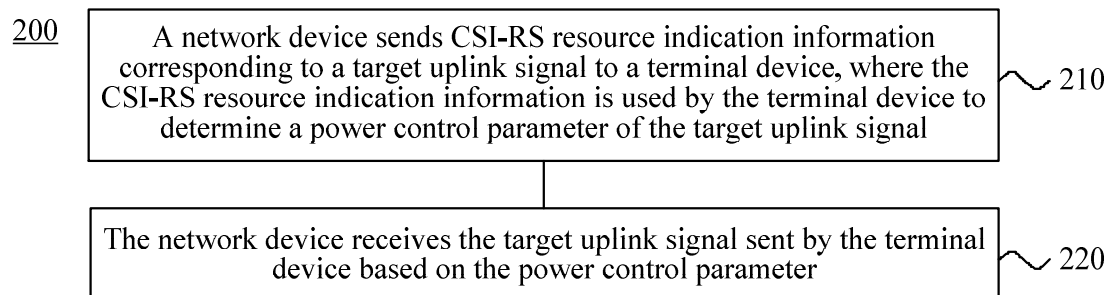 200
A network device sends CSI-RS resource indication information
corresponding to a target uplink signal to a terminal device, where the
CSI-RS resource indication information is used by the terminal device to
determine a power control parameter of the target uplink signal
210
The network device receives the target uplink signal sent by the terminal
device based on the power control parameter
220